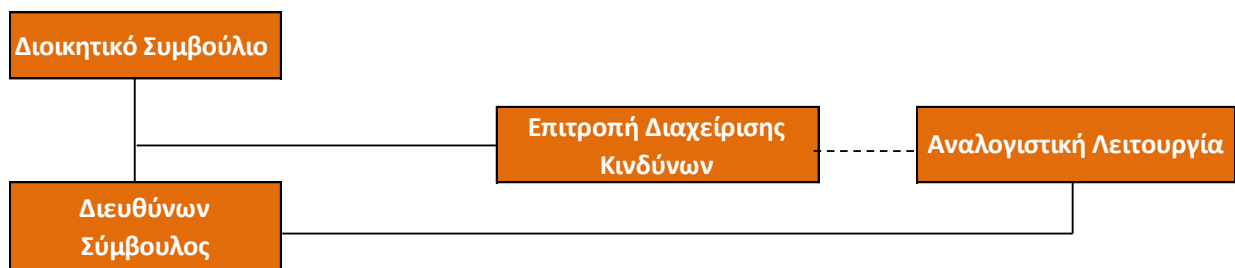 Διοικητικό Συμβούλιο
Επιτροπή Διαχείρισης
Κινδύνων
Αναλογιστική Λειτουργία
Διευθύνων
Σύμβουλος